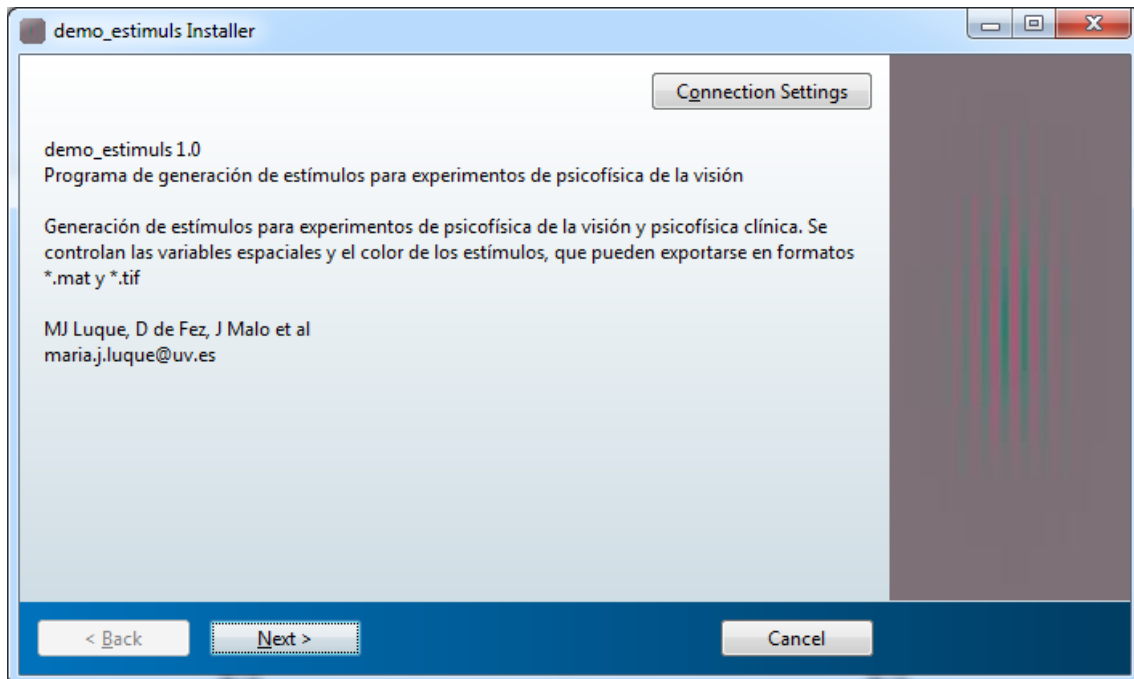 demo_estimuls Installer
Connection Settings
demo_estimuls 1.0
Programa de generación de estímulos para experimentos de psicofísica de la visión
Generación de estímulos para experimentos de psicofísica de la visión y psicofísica clínica. Se
controlan las variables espaciales y el color de los estímulos, que pueden exportarse en formatos
*.mat y *.tif
MJ Luque, D de Fez, J Malo et al
maria.j.luque@uv.es
< Back
Next >
Cancel